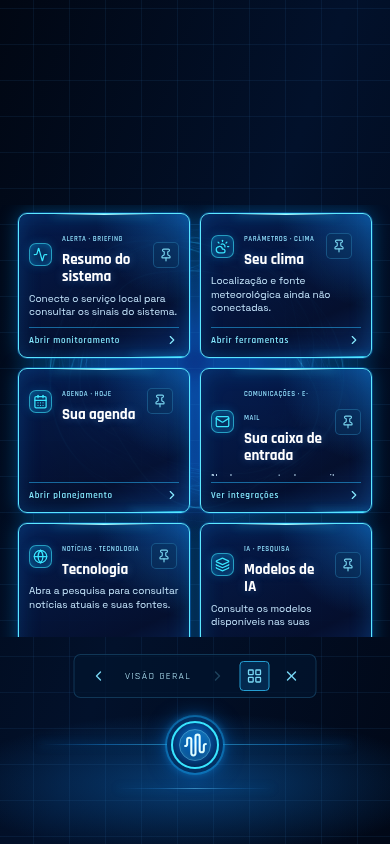 ALERTA · BRIEFING
Resumo do
sistema
Conecte o serviço local para
consultar os sinais do sistema.
Abrir monitoramento
PARÂMETROS · CLIMA
Seu clima
Localização e fonte
meteorológica ainda não
conectadas.
Abrir ferramentas
AGENDA · HOJE
Sua agenda
Abrir planejamento
COMUNICAÇÕES · E-
MAIL
Sua caixa de
entrada
Ver integrações
NOTÍCIAS · TECNOLOGIA
Tecnologia
Abra a pesquisa para consultar
notícias atuais e suas fontes.
IA · PESQUISA
Modelos de
IA
Consulte os modelos
disponíveis nas suas
VISÃO GERAL